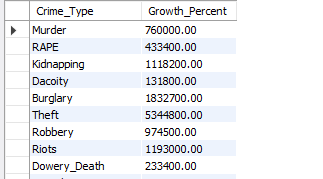 Crime_Type Growth_Percent
Murder 760000.00
RAPE 433400.00
Kidnapping 1118200.00
Dacoity 131800.00
Burglary 1832700.00
Theft 5344800.00
Robbery 974500.00
Riots 1193000.00
Dowery_Death 233400.00